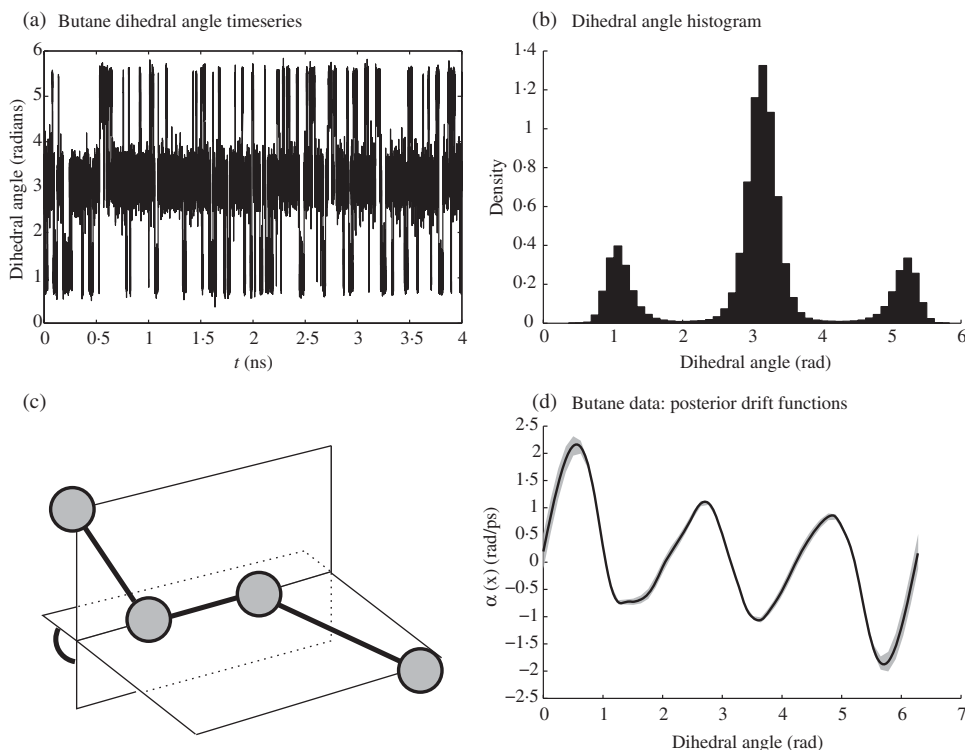 (a) Butane dihedral angle timeseries
6
5
4
3
2
1
0
Dihedral angle (radians)
0 0·5 1 1·5 2 2·5 3 3·5 4
t (ns)
(b) Dihedral angle histogram
1·4
1·2
1
0·8
0·6
0·4
0·2
0
Density
0 1 2 3 4 5 6
Dihedral angle (rad)
(c)
(d) Butane data: posterior drift functions
2·5
2
1·5
1
0·5
0
−0·5
−1
−1·5
−2
−2·5
α (x) (rad/ps)
0 1 2 3 4 5 6 7
Dihedral angle (rad)